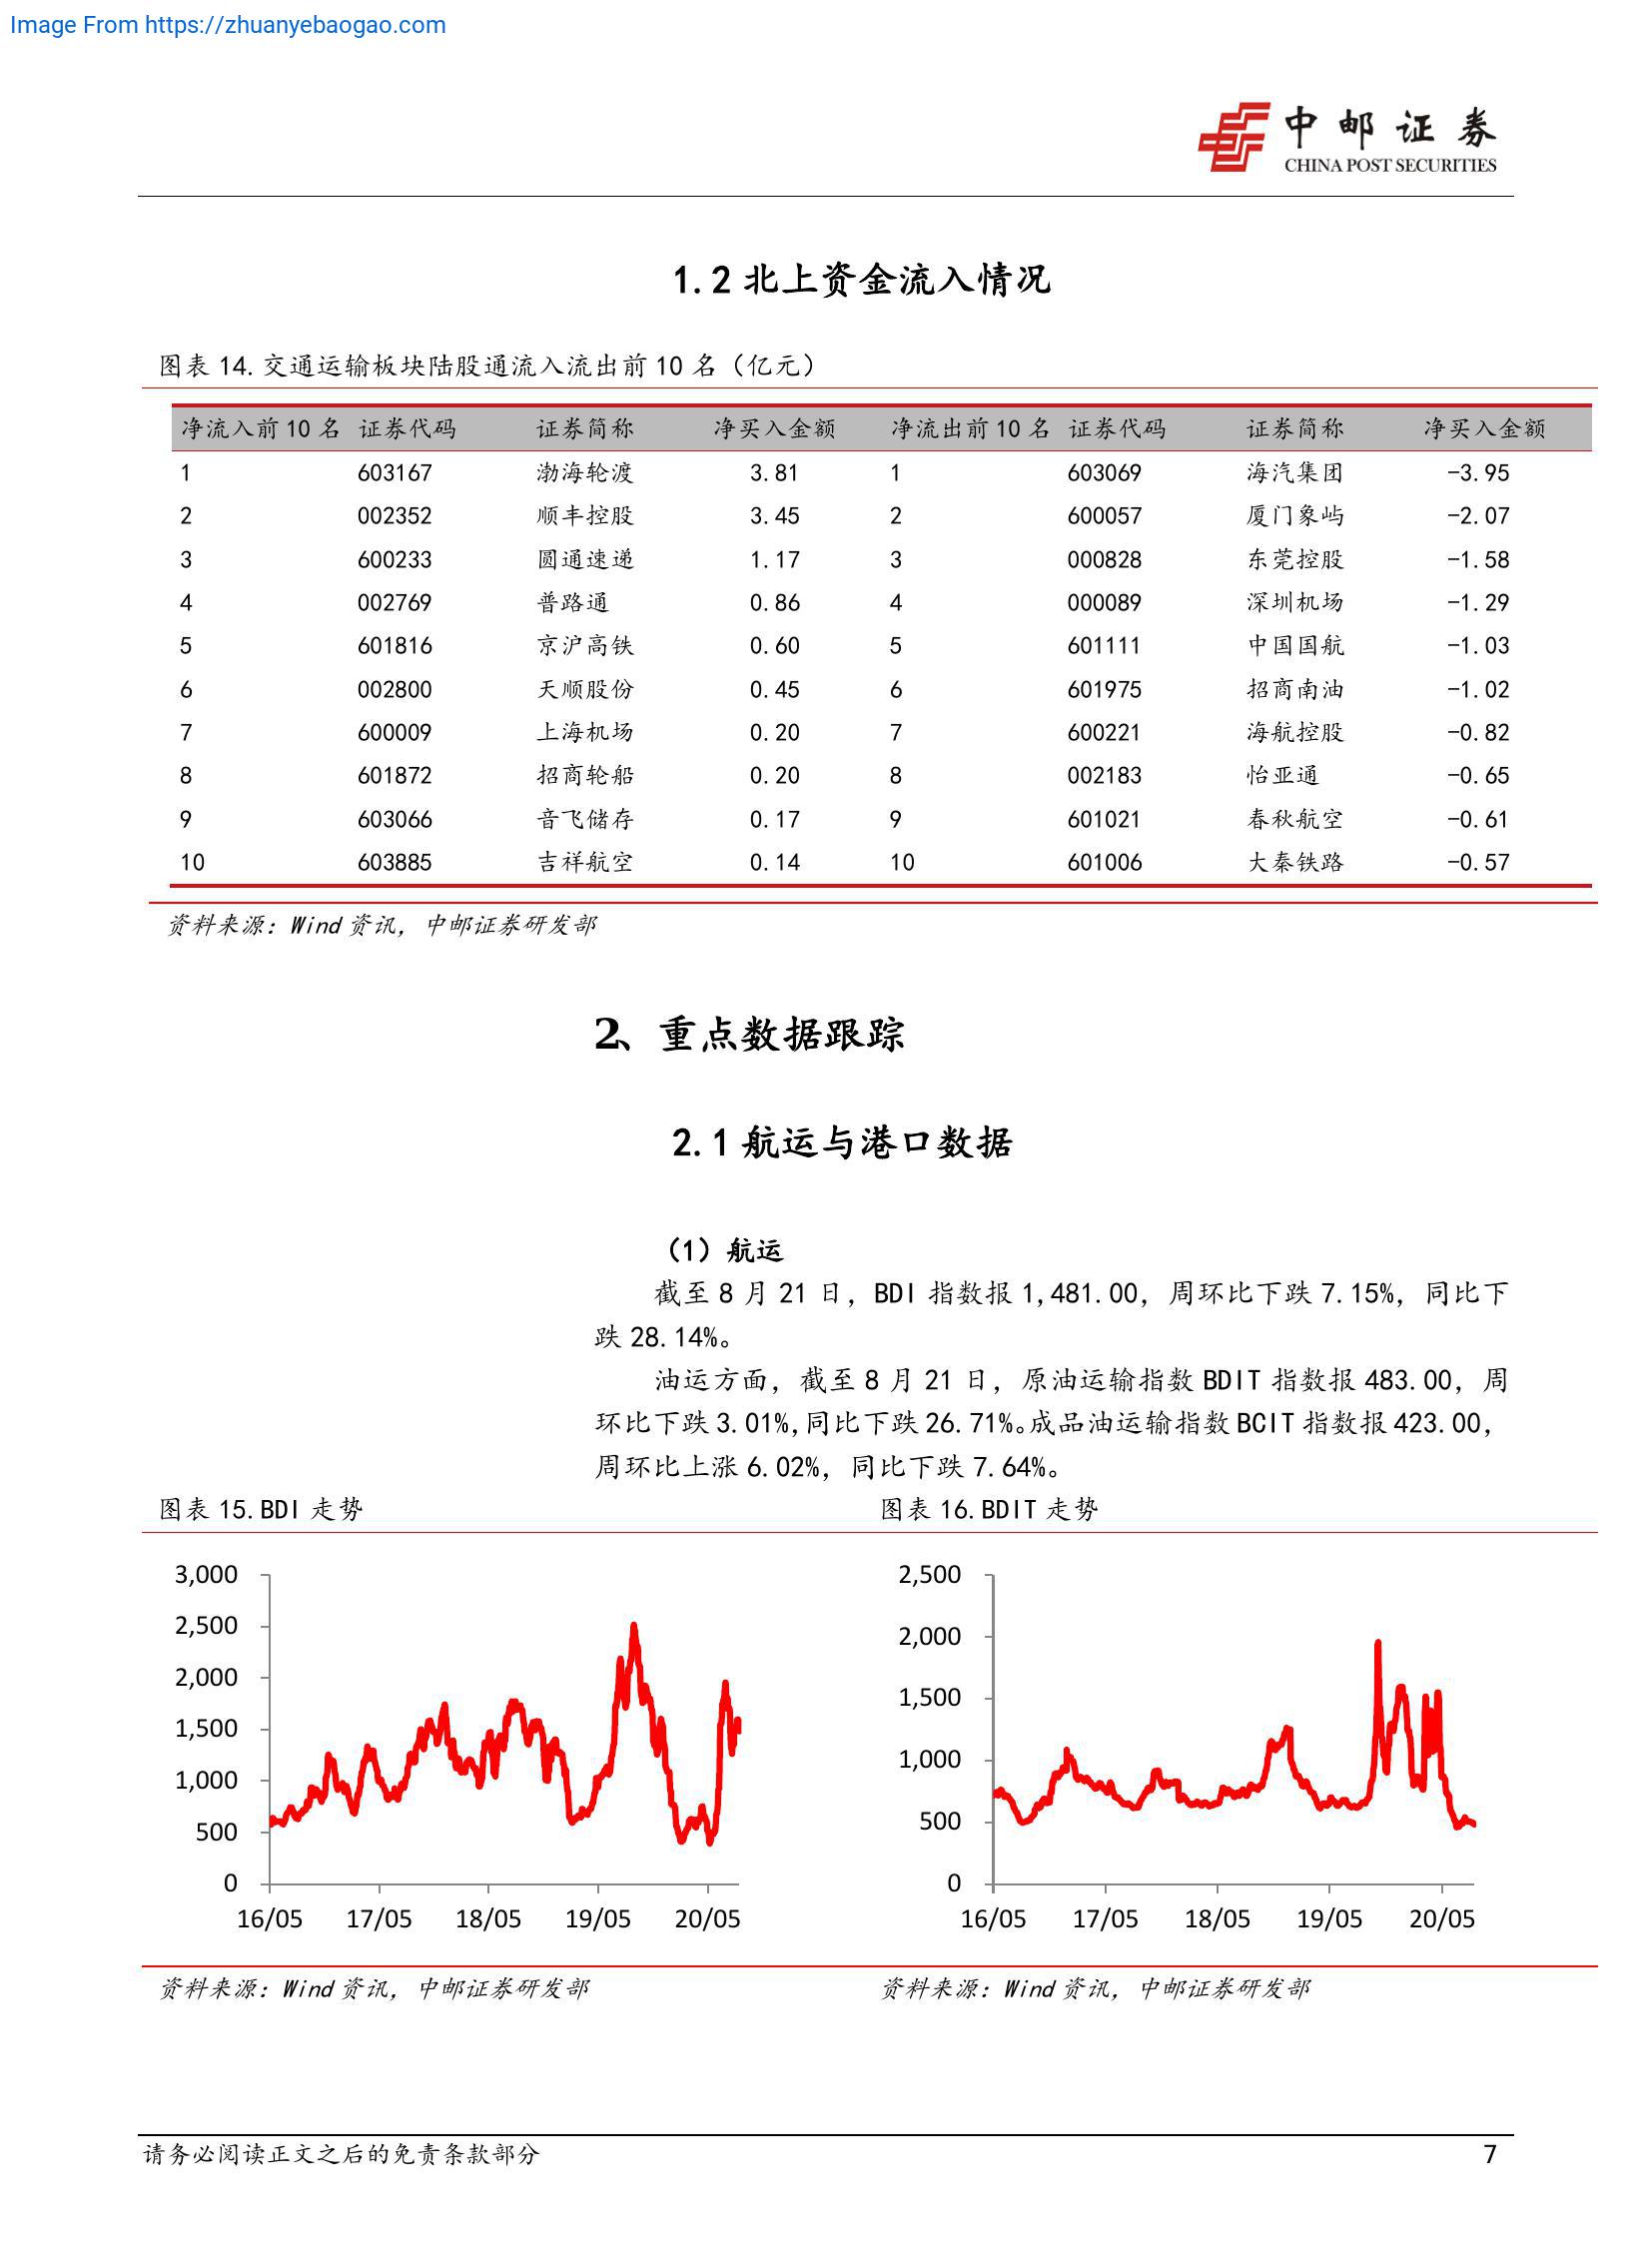 Image From https://zhuanyebaogao.com
中邮证券
CHINA POST SECURITIES
1.2 北上资金流入情况
图表 14.交通运输板块陆股通流入流出前 10 名（亿元）
净流入前 10 名 证券代码 证券简称 净买入金额 净流出前 10 名 证券代码 证券简称 净买入金额
1 603167 渤海轮渡 3.81 1 603069 海汽集团 -3.95
2 002352 顺丰控股 3.45 2 600057 厦门象屿 -2.07
3 600233 圆通速递 1.17 3 000828 东莞控股 -1.58
4 002769 普路通 0.86 4 000089 深圳机场 -1.29
5 601816 京沪高铁 0.60 5 601111 中国国航 -1.03
6 002800 天顺股份 0.45 6 601975 招商南油 -1.02
7 600009 上海机场 0.20 7 600221 海航控股 -0.82
8 601872 招商轮船 0.20 8 002183 怡亚通 -0.65
9 603066 音飞储存 0.17 9 601021 春秋航空 -0.61
10 603885 吉祥航空 0.14 10 601006 大秦铁路 -0.57
资料来源：Wind 资讯，中邮证券研发部
2、重点数据跟踪
2.1 航运与港口数据
（1）航运
截至 8 月 21 日，BDI 指数报 1,481.00，周环比下跌 7.15%，同比下
跌 28.14%。
油运方面，截至 8 月 21 日，原油运输指数 BDIT 指数报 483.00，周
环比下跌 3.01%,同比下跌 26.71%。成品油运输指数 BCIT 指数报 423.00，
周环比上涨 6.02%，同比下跌 7.64%。
图表 15.BDI 走势
3,000
2,500
2,000
1,500
1,000
500
0
16/05 17/05 18/05 19/05 20/05
资料来源：Wind 资讯，中邮证券研发部
图表 16.BDIT 走势
2,500
2,000
1,500
1,000
500
0
16/05 17/05 18/05 19/05 20/05
资料来源：Wind 资讯，中邮证券研发部
请务必阅读正文之后的免责条款部分 7